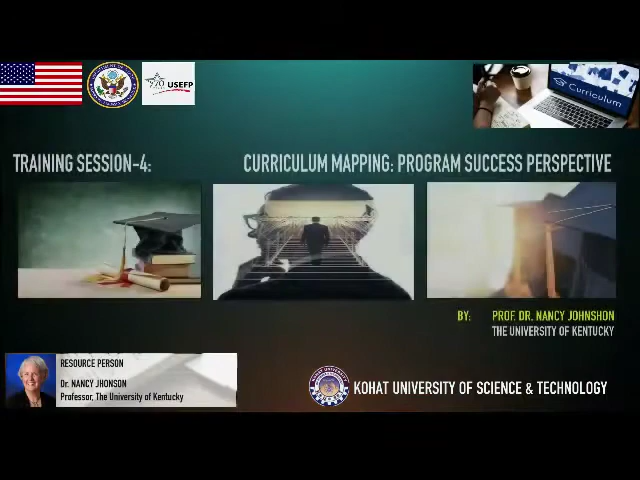 USEFP
Curriculum
TRAINING SESSION-4:
CURRICULUM MAPPING: PROGRAM SUCCESS PERSPECTIVE
BY: PROF. DR. NANCY JOHNSHON
THE UNIVERSITY OF KENTUCKY
RESOURCE PERSON
Dr. NANCY JHONSON
Professor, The University of Kentucky
KOHAT UNIVERSITY OF SCIENCE & TECHNOLOGY